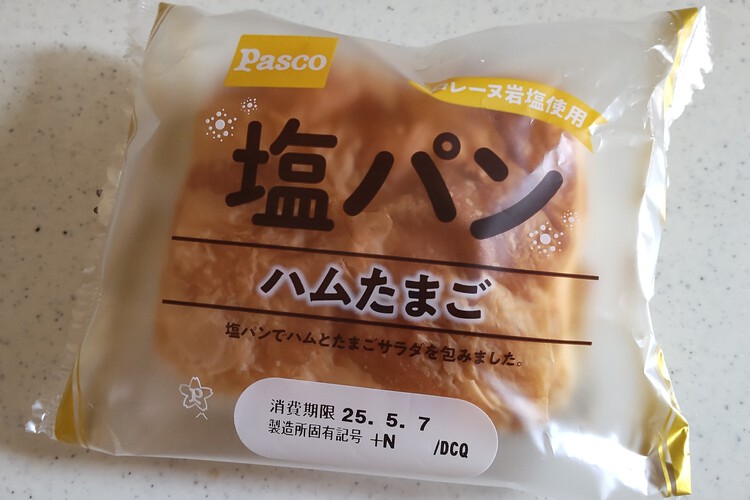 Pasco
レーヌ岩塩使用
塩パン
ハムたまご
塩パンでハムとたまごサラダを包みました。
消費期限 25. 5. 7
製造所固有記号 +N /DCQ